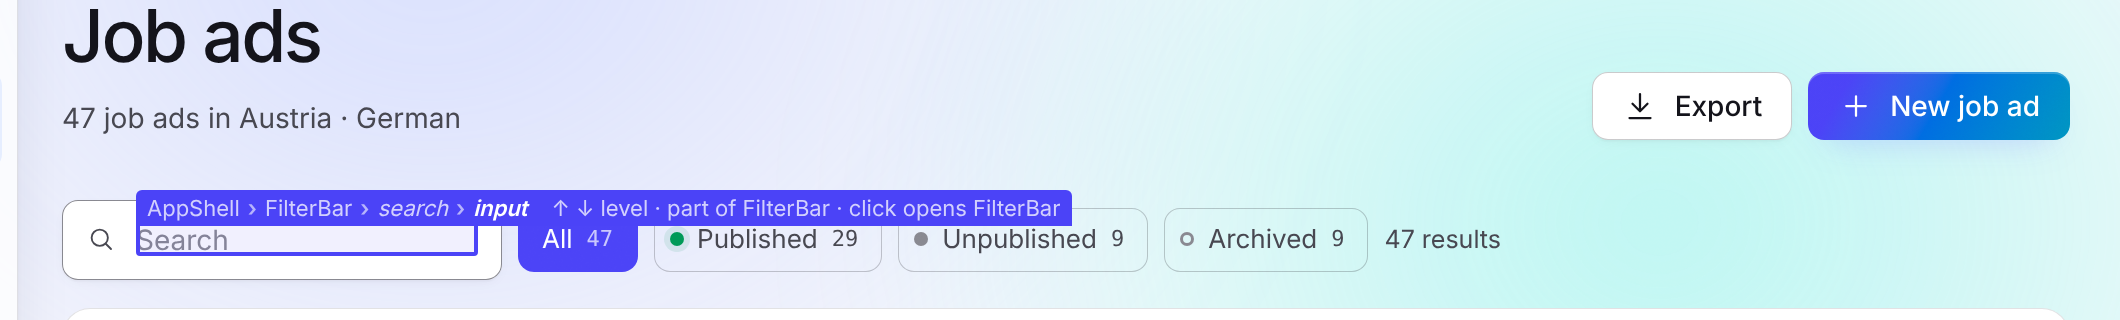 Job ads
47 job ads in Austria · German
Export
New job ad
AppShell › FilterBar › search › input ↑ ↓ level · part of FilterBar · click opens FilterBar
Search
All 47
Published 29
Unpublished 9
Archived 9
47 results